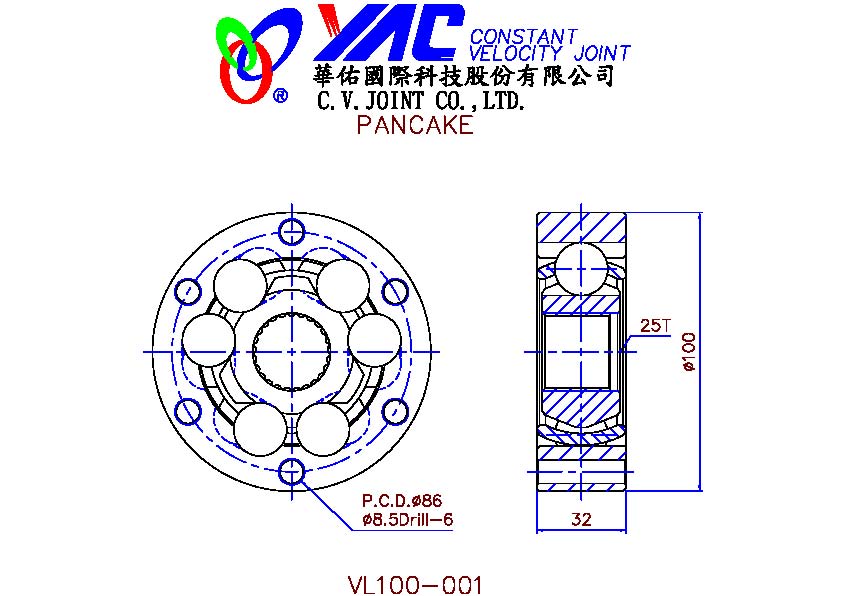 YAC CONSTANT
VELOCITY JOINT
華佑國際科技股份有限公司
® C.V.JOINT CO.,LTD.
PANCAKE
25T
ø100
P.C.D.ø86
ø8.5Drill-6
32
VL100-001